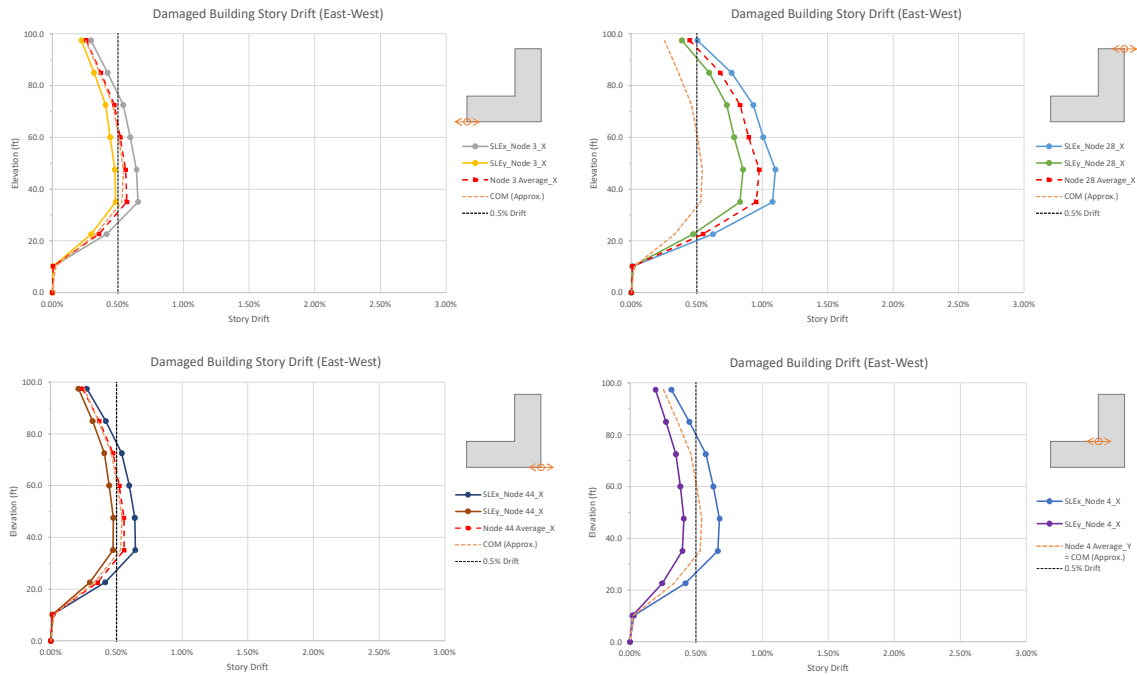 Damaged Building Story Drift (East-West)
100.0
80.0
60.0
40.0
20.0
0.0
Elevation (ft)
0.00%
0.50%
1.00%
1.50%
2.00%
2.50%
3.00%
Story Drift
SLEx_Node 3_X
SLEy_Node 3_X
Node 3 Average_X
COM (Approx.)
0.5% Drift
Damaged Building Story Drift (East-West)
100.0
80.0
60.0
40.0
20.0
0.0
Elevation (ft)
0.00%
0.50%
1.00%
1.50%
2.00%
2.50%
3.00%
Story Drift
SLEx_Node 28_X
SLEy_Node 28_X
Node 28 Average_X
COM (Approx.)
0.5% Drift
Damaged Building Story Drift (East-West)
100.0
80.0
60.0
40.0
20.0
0.0
Elevation (ft)
0.00%
0.50%
1.00%
1.50%
2.00%
2.50%
3.00%
Story Drift
SLEx_Node 44_X
SLEy_Node 44_X
Node 44 Average_X
COM (Approx.)
0.5% Drift
Damaged Building Drift (East-West)
100.0
80.0
60.0
40.0
20.0
0.0
Elevation (ft)
0.00%
0.50%
1.00%
1.50%
2.00%
2.50%
3.00%
Story Drift
SLEx_Node 4_X
SLEy_Node 4_X
Node 4 Average_Y
= COM (Approx.)
0.5% Drift